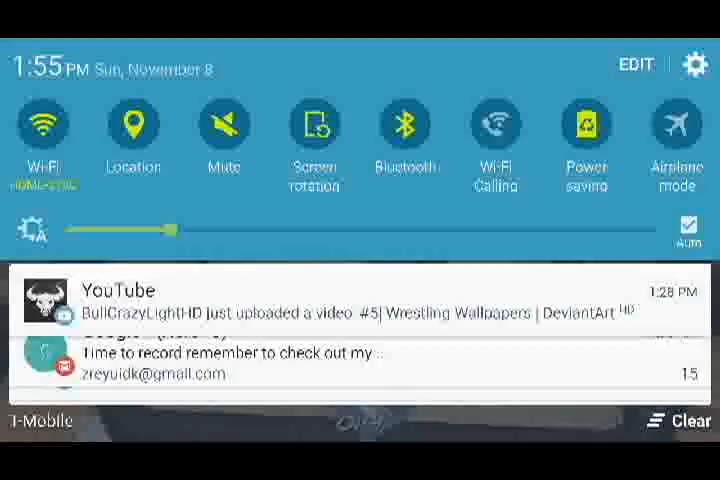 1:55 PM Sun, November 8
EDIT
Wi-Fi
Location
Mute
Screen rotation
Bluetooth
Wi-Fi Calling
Power saving
Airplane mode
A
Auto
YouTube
1:28 PM
BullCrazyLightHD just uploaded a video #5| Wrestling Wallpapers | DeviantArt HD
Time to record remember to check out my...
zreyuidk@gmail.com
15
T-Mobile
Clear